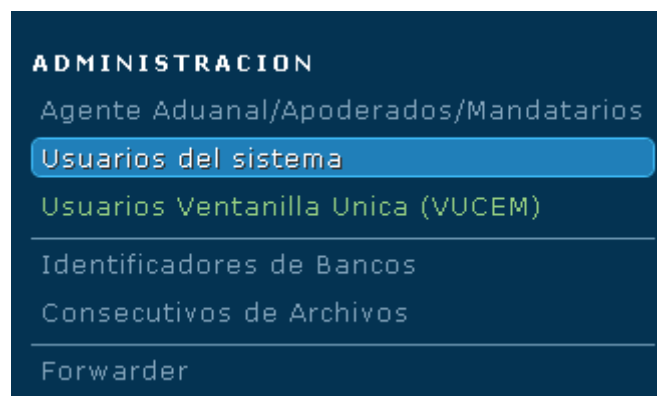 ADMINISTRACION
Agente Aduanal/Apoderados/Mandatarios
Usuarios del sistema
Usuarios Ventanilla Unica (VUCEM)
Identificadores de Bancos
Consecutivos de Archivos
Forwarder